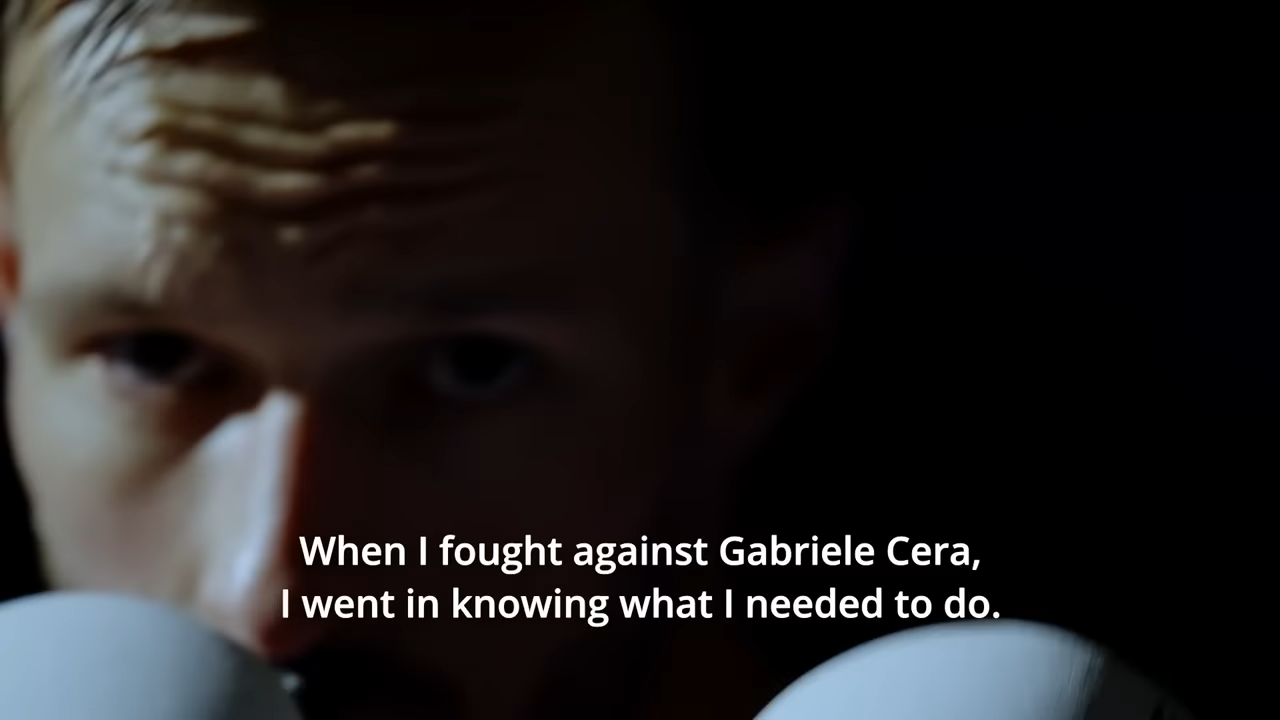 When I fought against Gabriele Cera,
I went in knowing what I needed to do.